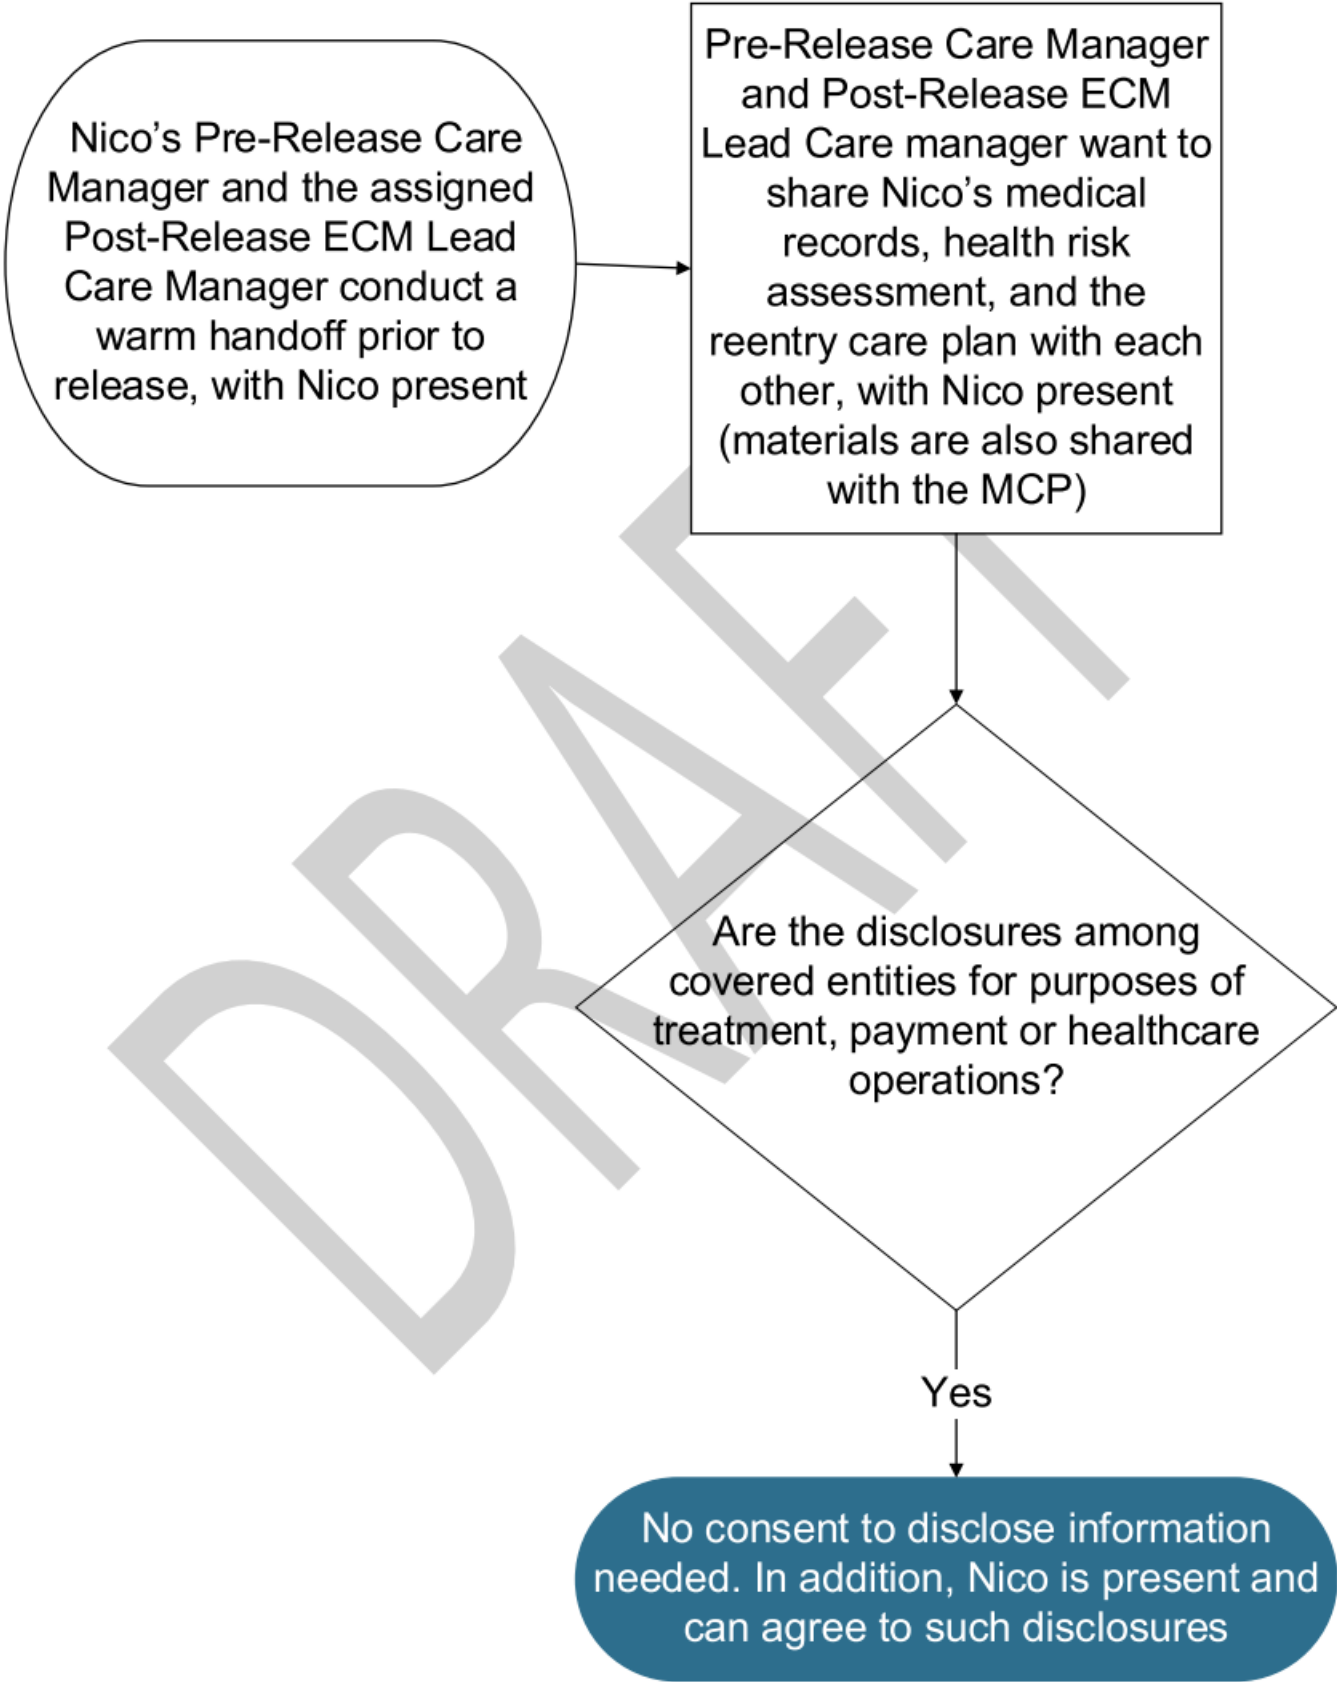 Nico’s Pre-Release Care
Manager and the assigned
Post-Release ECM Lead
Care Manager conduct a
warm handoff prior to
release, with Nico present
Pre-Release Care Manager
and Post-Release ECM
Lead Care manager want to
share Nico’s medical
records, health risk
assessment, and the
reentry care plan with each
other, with Nico present
(materials are also shared
with the MCP)
DRAFT
Are the disclosures among
covered entities for purposes of
treatment, payment or healthcare
operations?
Yes
No consent to disclose information
needed. In addition, Nico is present and
can agree to such disclosures